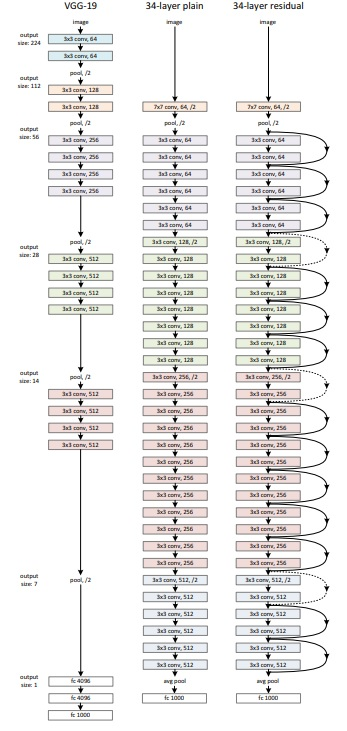 output
size: 224
output
size: 112
output
size: 56
output
size: 28
output
size: 14
output
size: 7
output
size: 1
VGG-19
image
3x3 conv, 64
3x3 conv, 64
pool, /2
3x3 conv, 128
3x3 conv, 128
pool, /2
3x3 conv, 256
3x3 conv, 256
3x3 conv, 256
3x3 conv, 256
pool, /2
3x3 conv, 512
3x3 conv, 512
3x3 conv, 512
3x3 conv, 512
pool, /2
3x3 conv, 512
3x3 conv, 512
3x3 conv, 512
3x3 conv, 512
pool, /2
fc 4096
fc 4096
fc 1000
34-layer plain
image
7x7 conv, 64, /2
pool, /2
3x3 conv, 64
3x3 conv, 64
3x3 conv, 64
3x3 conv, 64
3x3 conv, 64
3x3 conv, 64
3x3 conv, 128, /2
3x3 conv, 128
3x3 conv, 128
3x3 conv, 128
3x3 conv, 128
3x3 conv, 128
3x3 conv, 128
3x3 conv, 128
3x3 conv, 256, /2
3x3 conv, 256
3x3 conv, 256
3x3 conv, 256
3x3 conv, 256
3x3 conv, 256
3x3 conv, 256
3x3 conv, 256
3x3 conv, 256
3x3 conv, 256
3x3 conv, 256
3x3 conv, 256
3x3 conv, 512, /2
3x3 conv, 512
3x3 conv, 512
3x3 conv, 512
3x3 conv, 512
3x3 conv, 512
avg pool
fc 1000
34-layer residual
image
7x7 conv, 64, /2
pool, /2
3x3 conv, 64
3x3 conv, 64
3x3 conv, 64
3x3 conv, 64
3x3 conv, 64
3x3 conv, 64
3x3 conv, 128, /2
3x3 conv, 128
3x3 conv, 128
3x3 conv, 128
3x3 conv, 128
3x3 conv, 128
3x3 conv, 128
3x3 conv, 128
3x3 conv, 256, /2
3x3 conv, 256
3x3 conv, 256
3x3 conv, 256
3x3 conv, 256
3x3 conv, 256
3x3 conv, 256
3x3 conv, 256
3x3 conv, 256
3x3 conv, 256
3x3 conv, 256
3x3 conv, 256
3x3 conv, 512, /2
3x3 conv, 512
3x3 conv, 512
3x3 conv, 512
3x3 conv, 512
3x3 conv, 512
avg pool
fc 1000